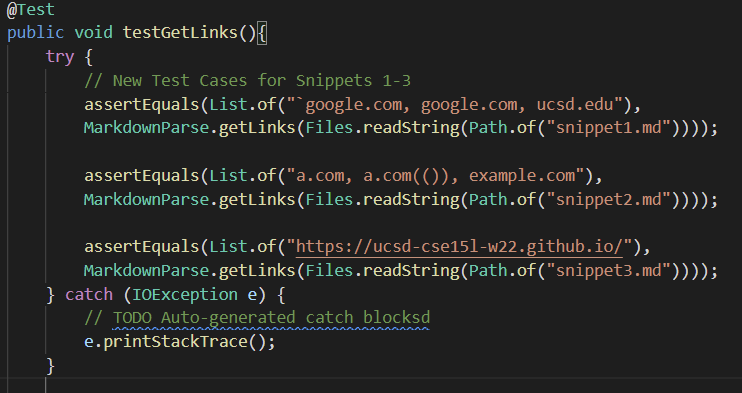 @Test
public void testGetLinks(){
    try {
        // New Test Cases for Snippets 1-3
        assertEquals(List.of("`google.com, google.com, ucsd.edu"),
        MarkdownParse.getLinks(Files.readString(Path.of("snippet1.md"))));

        assertEquals(List.of("a.com, a.com(()), example.com"),
        MarkdownParse.getLinks(Files.readString(Path.of("snippet2.md"))));

        assertEquals(List.of("https://ucsd-cse15l-w22.github.io/"),
        MarkdownParse.getLinks(Files.readString(Path.of("snippet3.md"))));
    } catch (IOException e) {
        // TODO Auto-generated catch blocksd
        e.printStackTrace();
    }